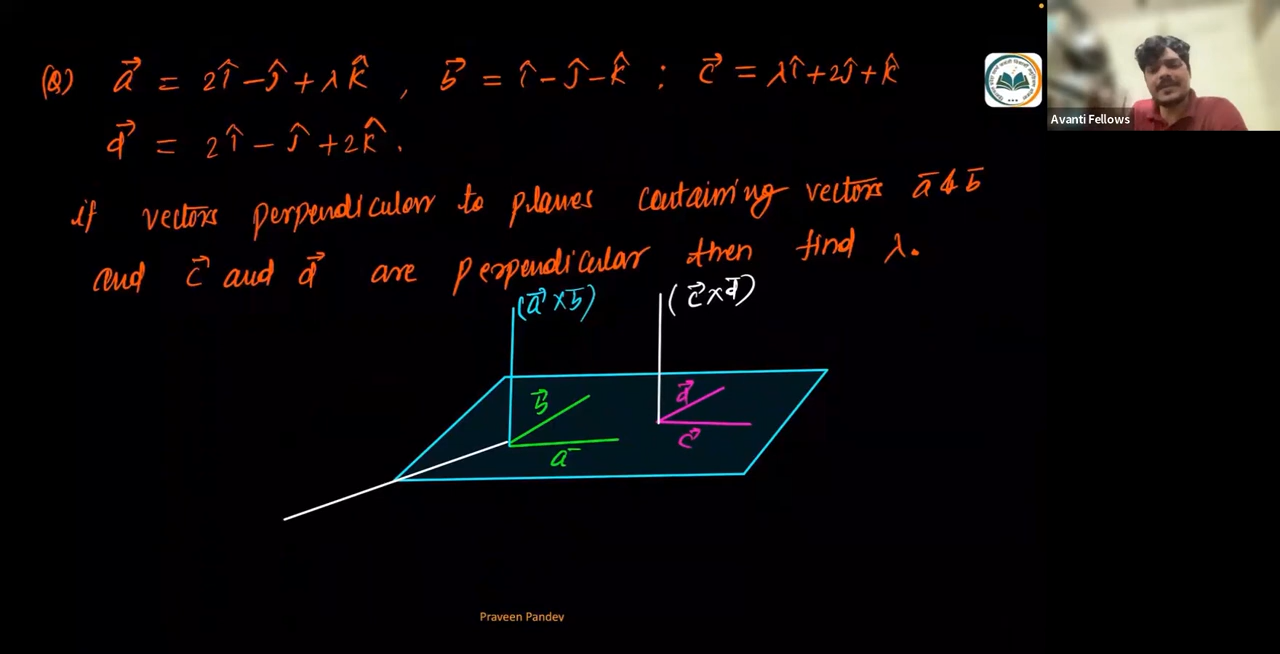 (Q) a⃗ = 2î - ĵ + λk̂ , b⃗ = î - ĵ - k̂ ; c⃗ = λî + 2ĵ + k̂
d⃗ = 2î - ĵ + 2k̂ .
if vectors perpendicular to planes containing vectors a̅ & b̅
and c⃗ and d⃗ are perpendicular then find λ.
(a⃗ × b̅) (c⃗ × d̅)
b⃗ d⃗
a̅ c⃗
Avanti Fellows
Praveen Pandev